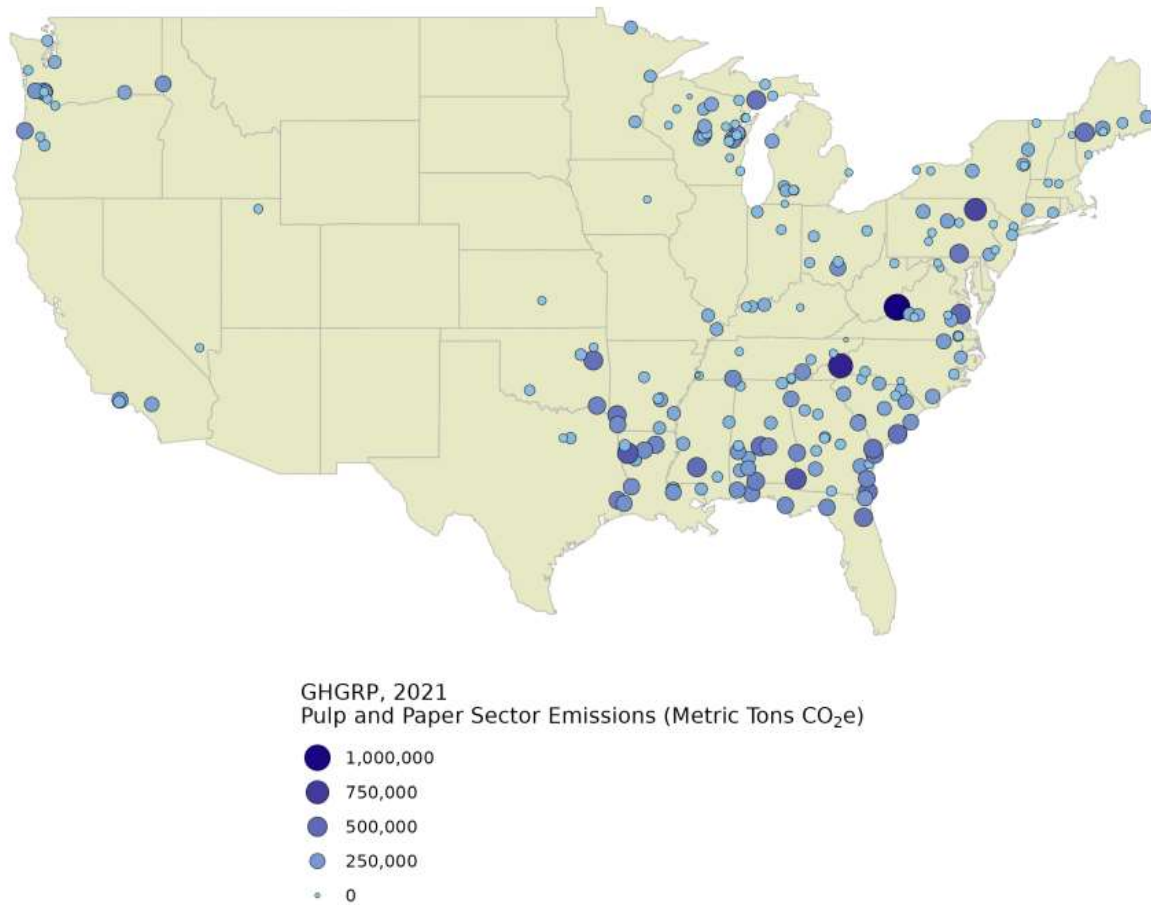 GHGRP, 2021
Pulp and Paper Sector Emissions (Metric Tons CO₂e)
1,000,000
750,000
500,000
250,000
0